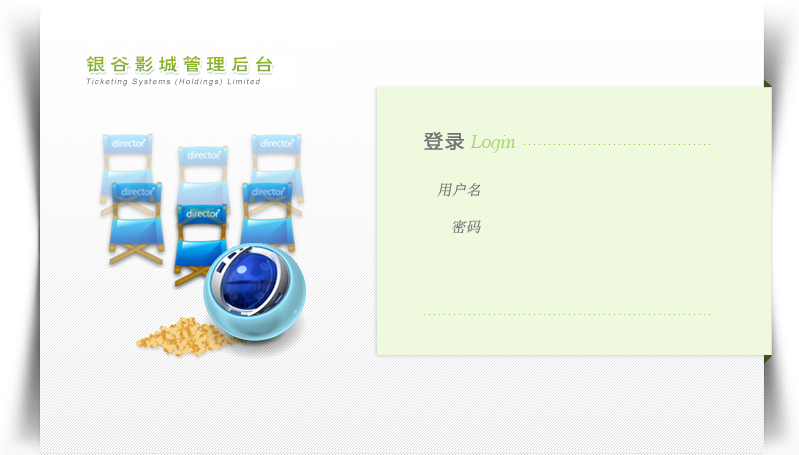 银谷影城管理后台
Ticketing Systems (Holdings) Limited
director
director
director
director
director
director
登录 Login
用户名
密码